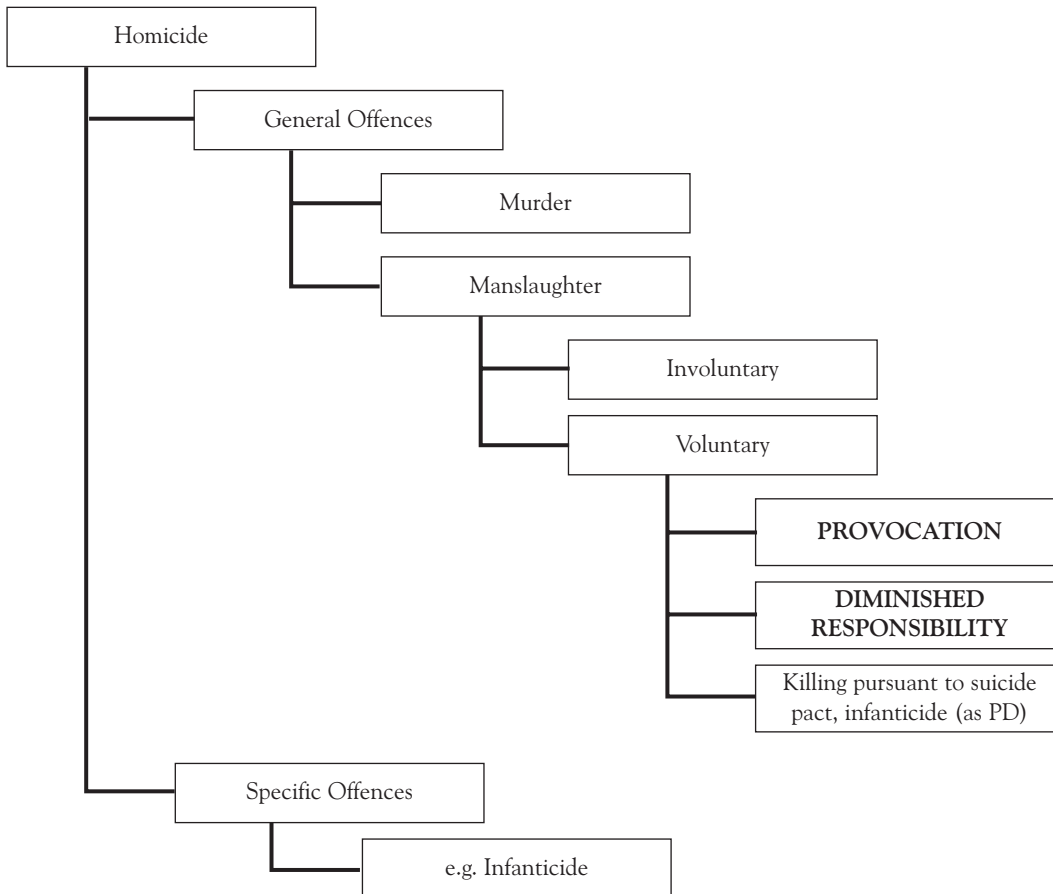 Homicide
General Offences
Murder
Manslaughter
Involuntary
Voluntary
PROVOCATION
DIMINISHED
RESPONSIBILITY
Killing pursuant to suicide
pact, infanticide (as PD)
Specific Offences
e.g. Infanticide